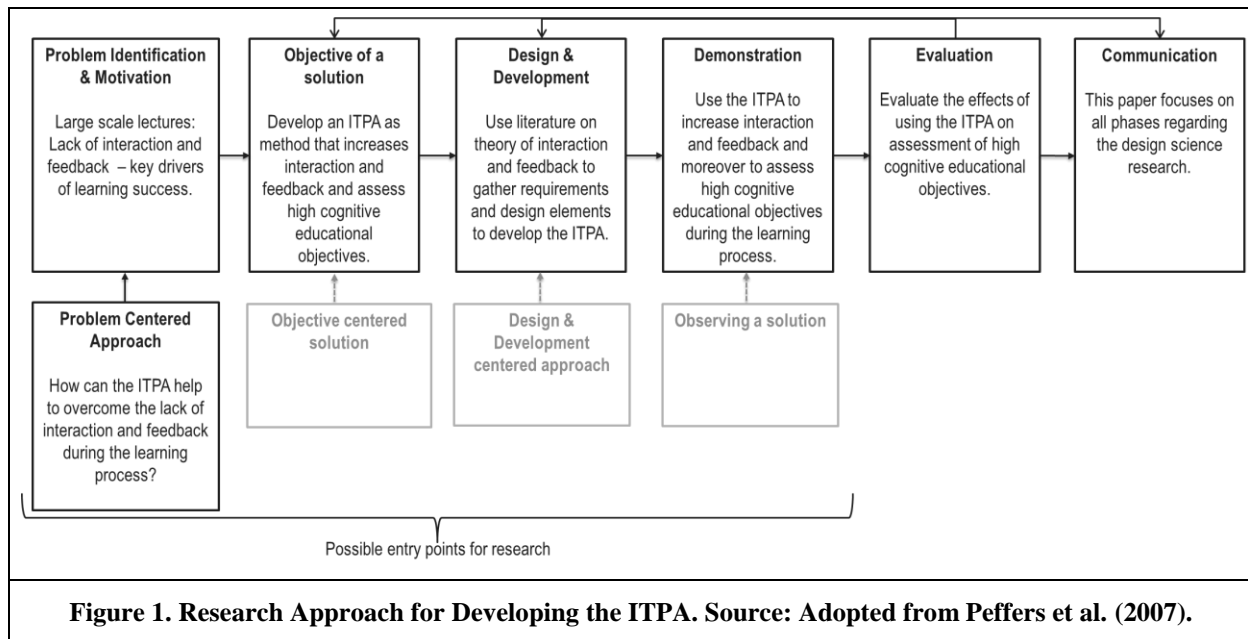 Problem Identification
& Motivation
Large scale lectures:
Lack of interaction and
feedback – key drivers
of learning success.
Objective of a
solution
Develop an ITPA as
method that increases
interaction and
feedback and assess
high cognitive
educational
objectives.
Design &
Development
Use literature on
theory of interaction
and feedback to
gather requirements
and design elements
to develop the ITPA.
Demonstration
Use the ITPA to
increase interaction
and feedback and
moreover to assess
high cognitive
educational objectives
during the learning
process.
Evaluation
Evaluate the effects of
using the ITPA on
assessment of high
cognitive educational
objectives.
Communication
This paper focuses on
all phases regarding
the design science
research.
Problem Centered
Approach
How can the ITPA help
to overcome the lack of
interaction and feedback
during the learning
process?
Objective centered
solution
Design &
Development
centered approach
Observing a solution
Possible entry points for research
Figure 1. Research Approach for Developing the ITPA. Source: Adopted from Peffers et al. (2007).